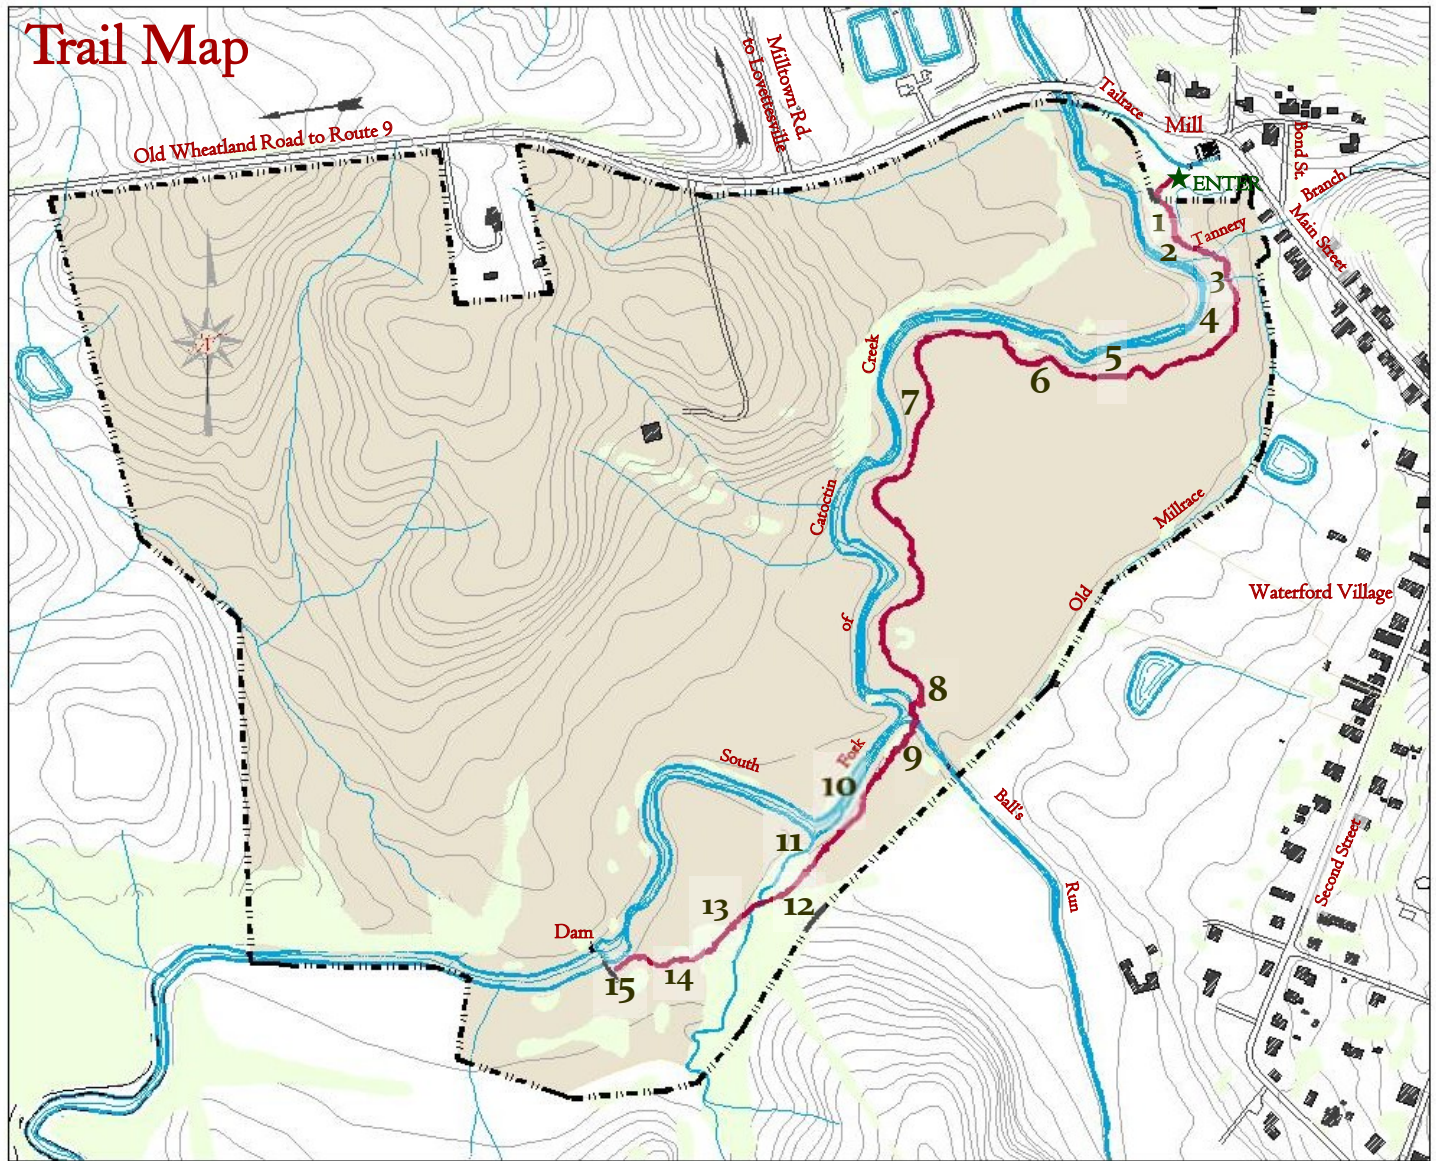 Trail Map
Old Wheatland Road to Route 9
Milltown Rd.
to Lovettesville
Tailrace
Mill
Bond St.
ENTER
Branch
Tannery
Main Street
1
2
3
4
5
6
7
Creek
Catoctin
of
Old
Millrace
Waterford Village
8
9
Fork
South
10
11
12
13
14
15
Dam
Ball's
Run
Second Street